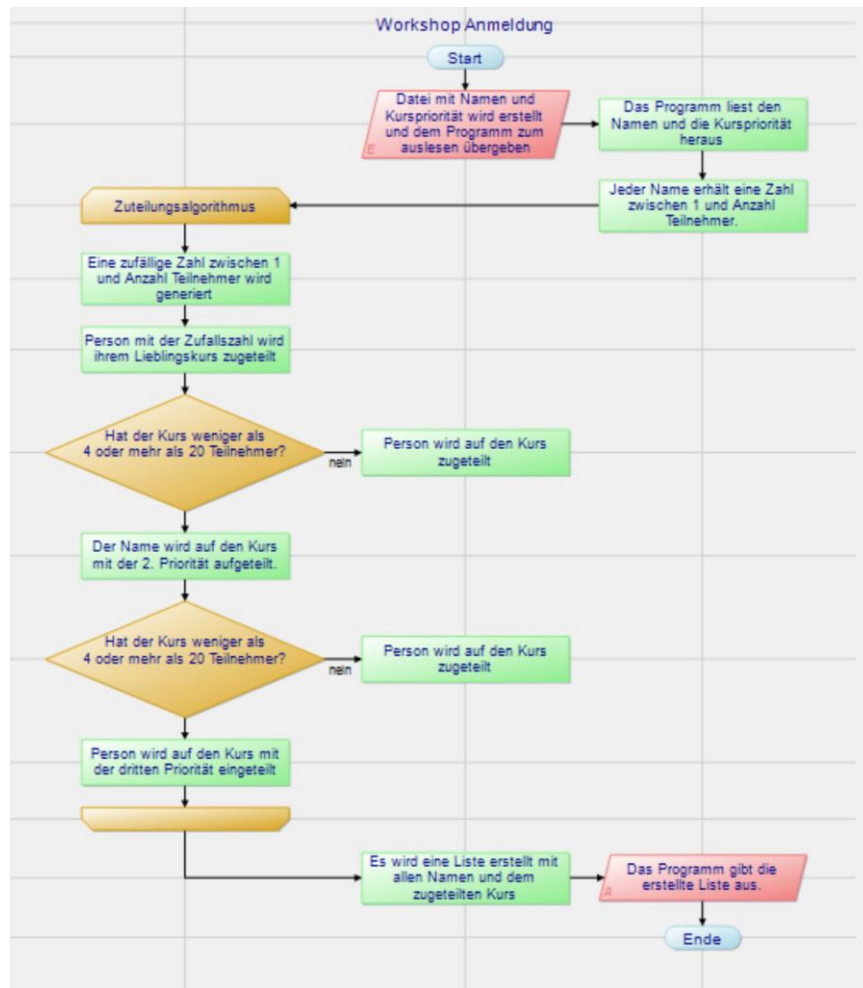 Workshop Anmeldung
Start
Datei mit Namen und
Kurspriorität wird erstellt
und dem Programm zum
auslesen übergeben
E
Das Programm liest den
Namen und die Kurspriorität
heraus
Jeder Name erhält eine Zahl
zwischen 1 und Anzahl
Teilnehmer.
Zuteilungsalgorithmus
Eine zufällige Zahl zwischen 1
und Anzahl Teilnehmer wird
generiert
Person mit der Zufallszahl wird
ihrem Lieblingskurs zugeteilt
Hat der Kurs weniger als
4 oder mehr als 20 Teilnehmer?
nein
Person wird auf den Kurs
zugeteilt
Der Name wird auf den Kurs
mit der 2. Priorität aufgeteilt.
Hat der Kurs weniger als
4 oder mehr als 20 Teilnehmer?
nein
Person wird auf den Kurs
zugeteilt
Person wird auf den Kurs mit
der dritten Priorität eingeteilt
Es wird eine Liste erstellt mit
allen Namen und dem
zugeteilten Kurs
Das Programm gibt die
erstellte Liste aus.
A
Ende